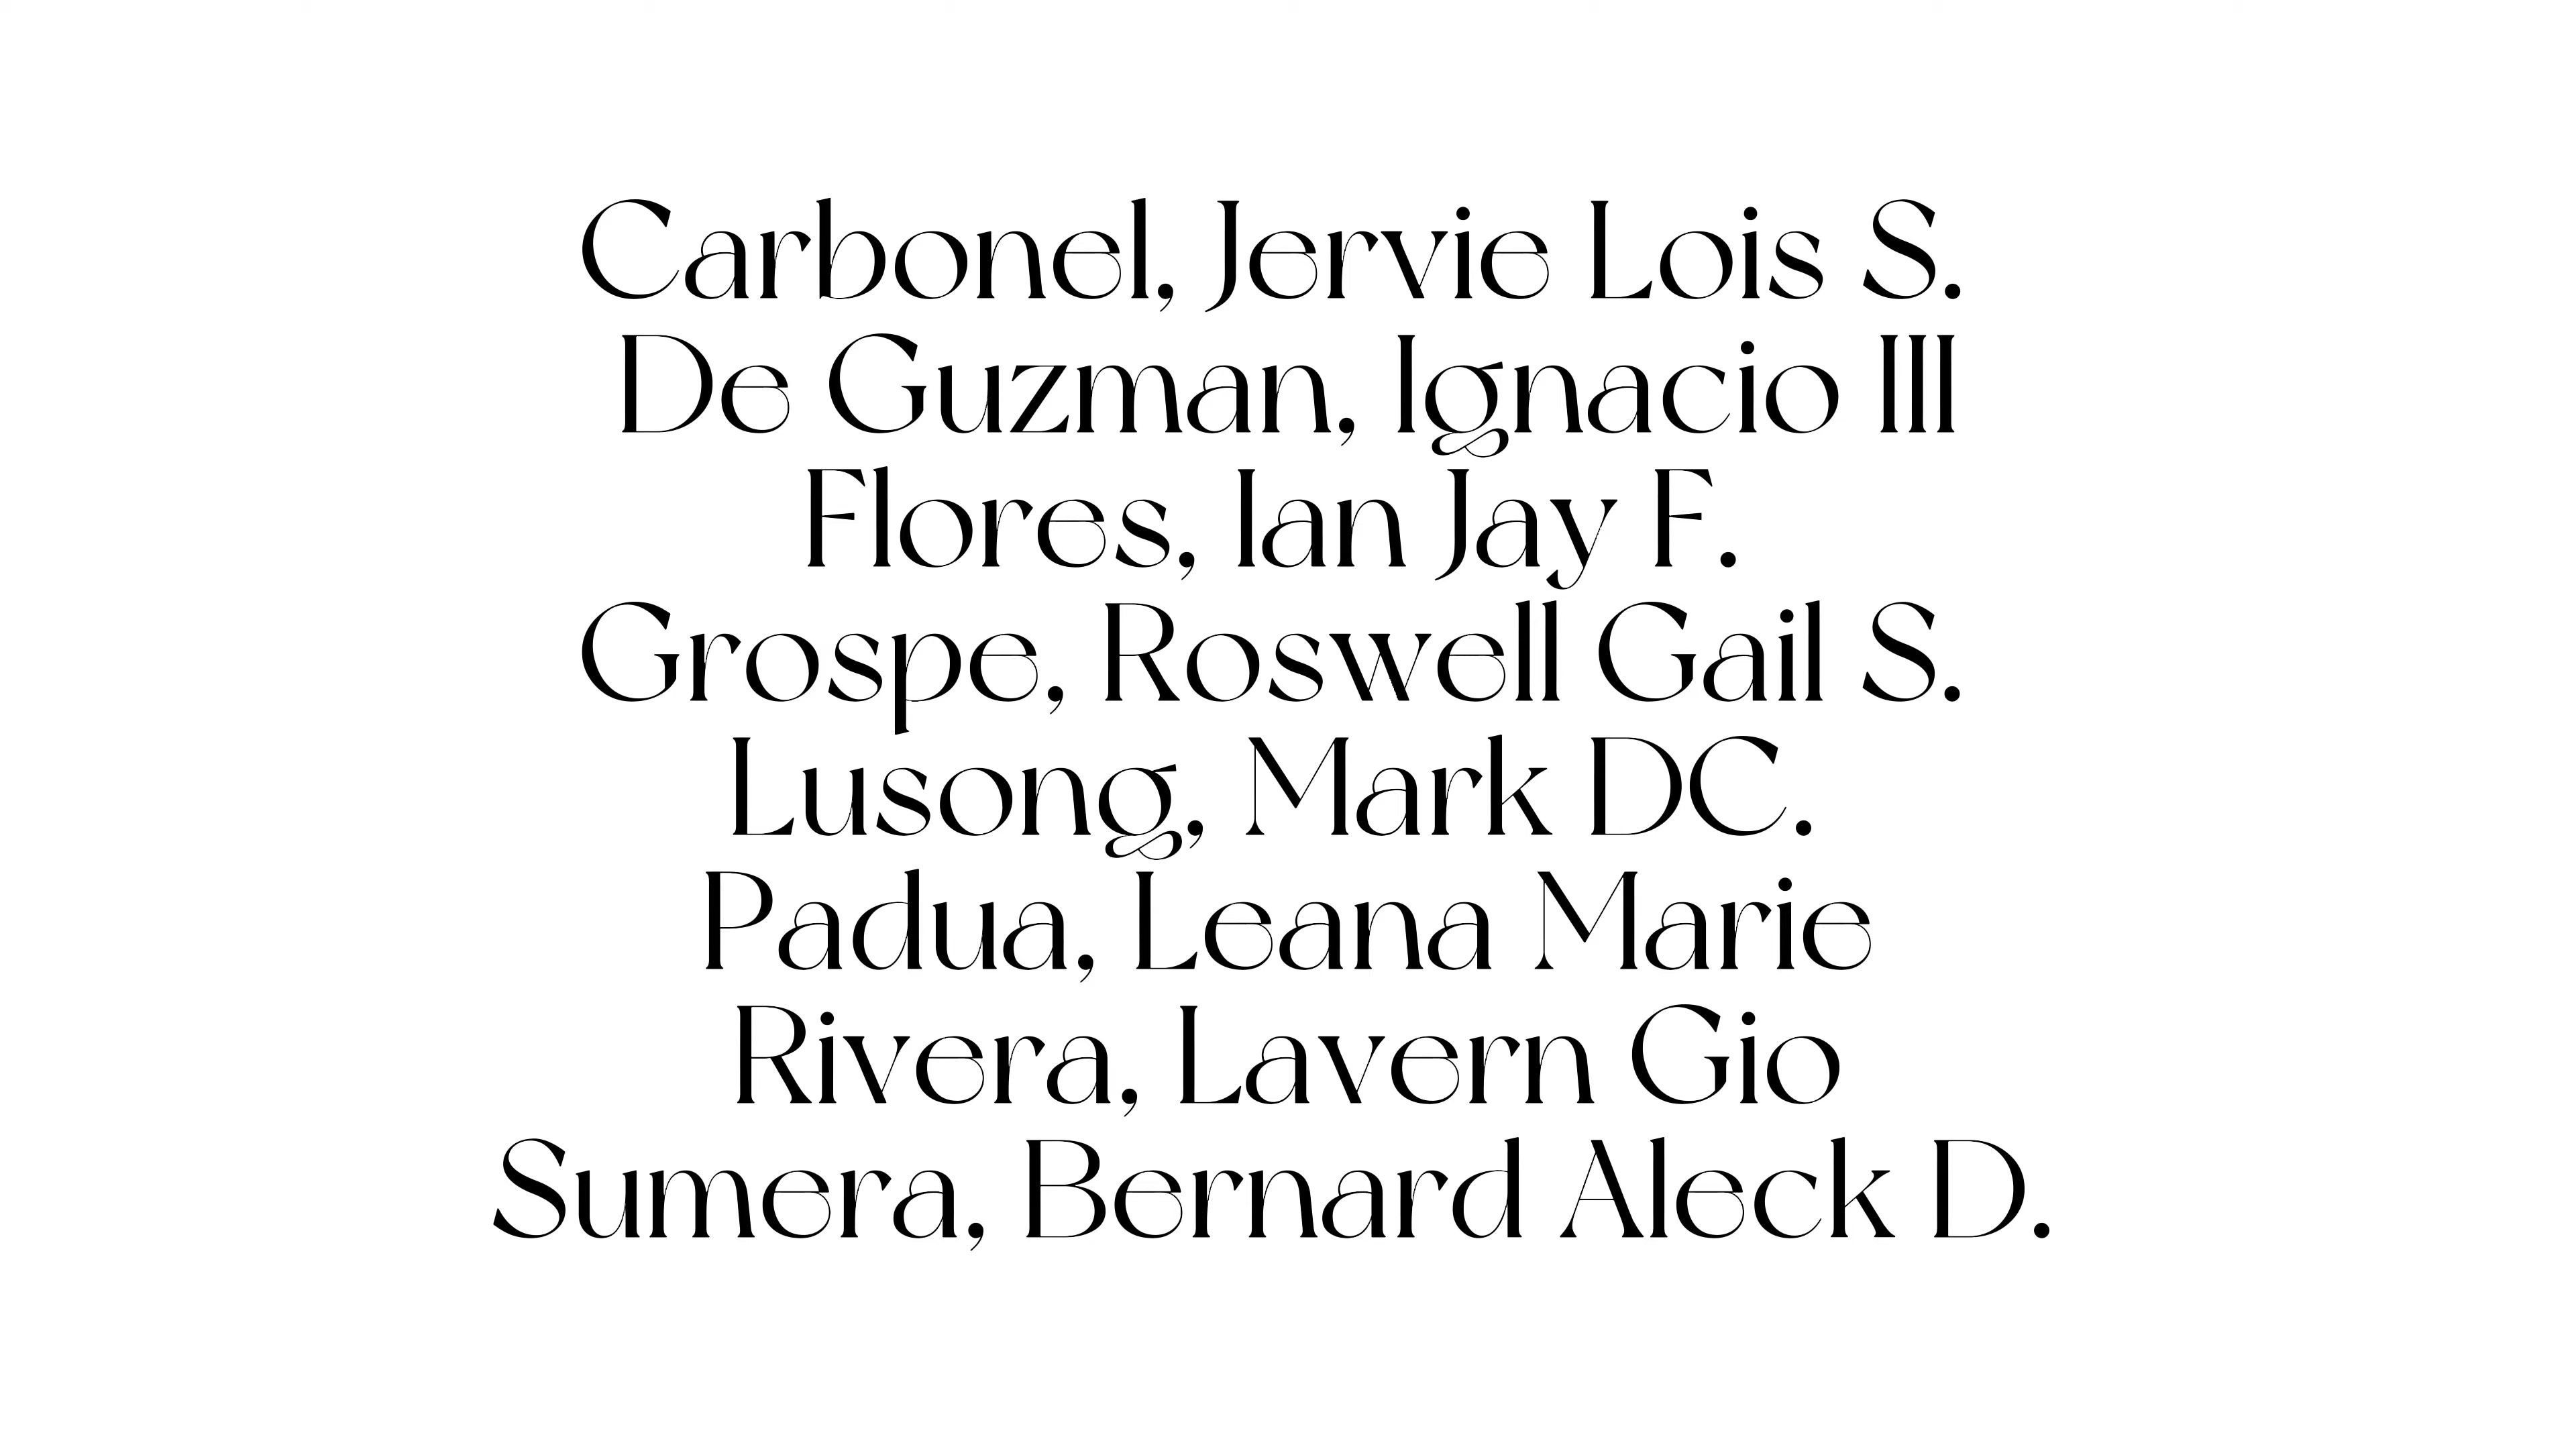 Carbonel, Jervie Lois S.
De Guzman, Ignacio III
Flores, Ian Jay F.
Grospe, Roswell Gail S.
Lusong, Mark DC.
Padua, Leana Marie
Rivera, Lavern Gio
Sumera, Bernard Aleck D.